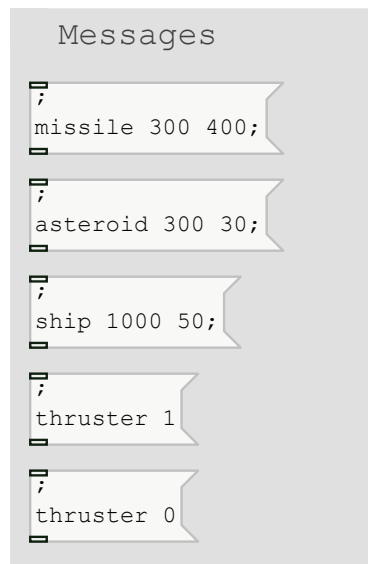 Messages
;
missile 300 400;
;
asteroid 300 30;
;
ship 1000 50;
;
thruster 1
;
thruster 0